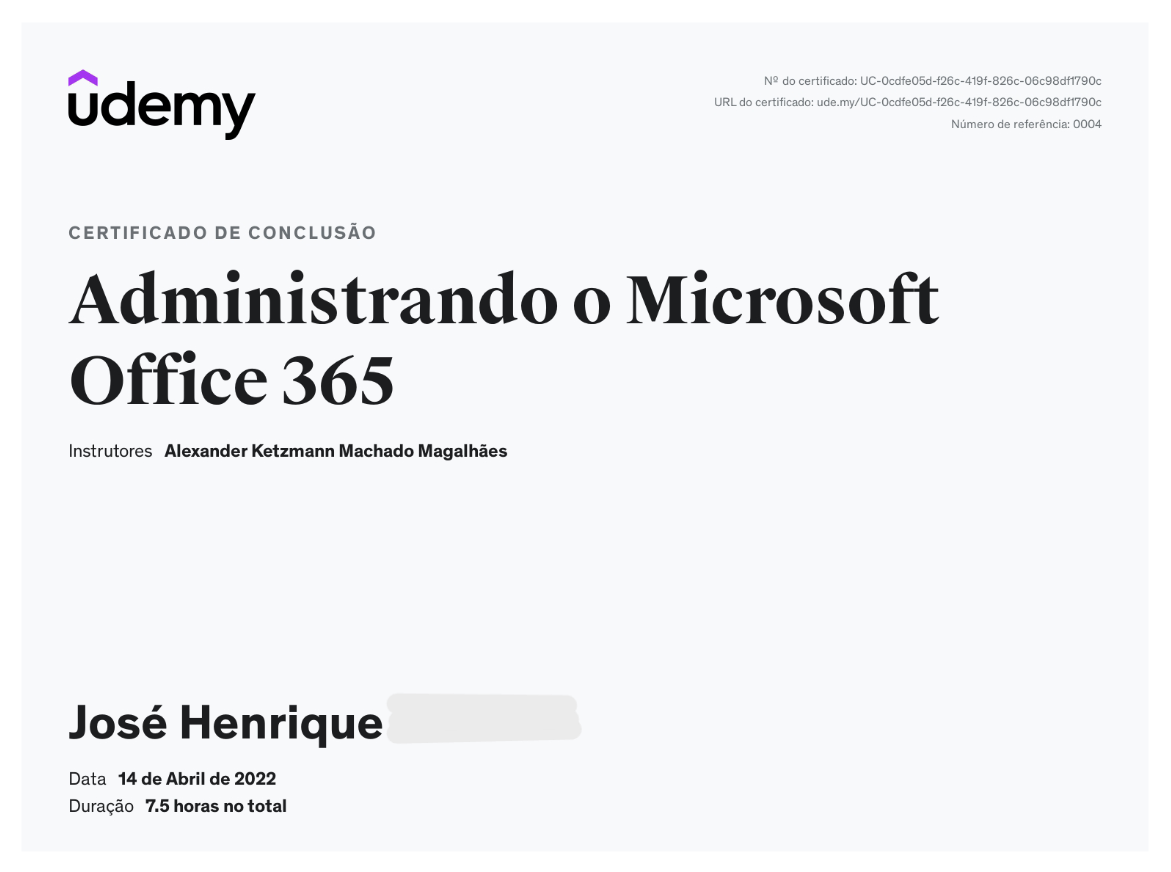 udemy
Nº do certificado: UC-0cdfe05d-f26c-419f-826c-06c98df1790c
URL do certificado: ude.my/UC-0cdfe05d-f26c-419f-826c-06c98df1790c
Número de referência: 0004
CERTIFICADO DE CONCLUSÃO
Administrando o Microsoft
Office 365
Instrutores Alexander Ketzmann Machado Magalhães
José Henrique
Data 14 de Abril de 2022
Duração 7.5 horas no total